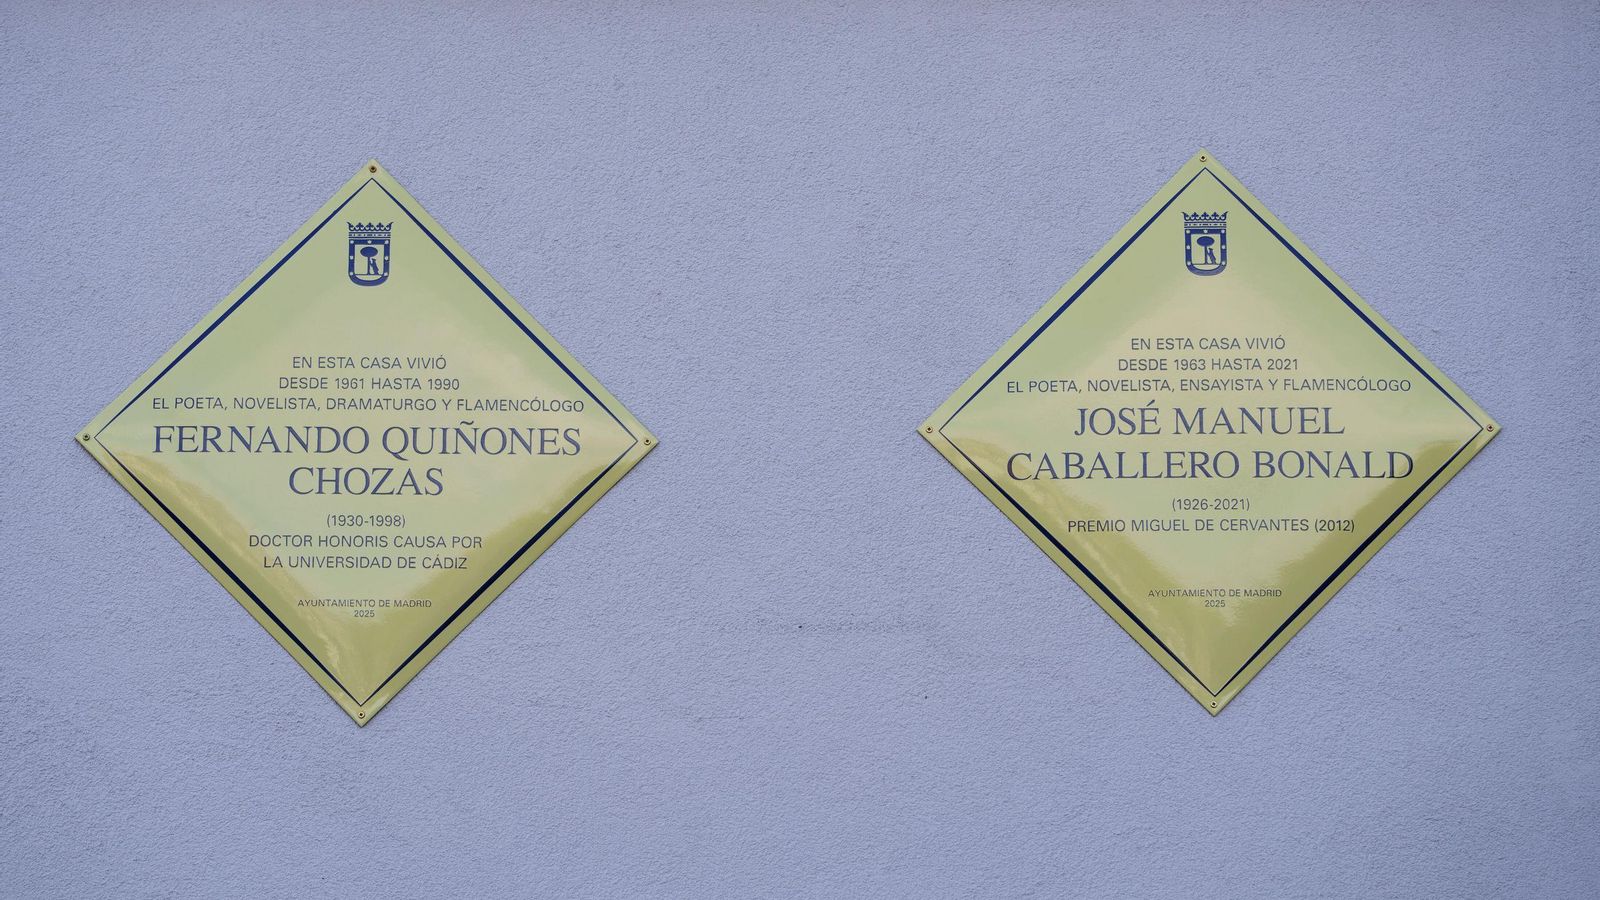 EN ESTA CASA VIVIÓ
DESDE 1961 HASTA 1990
EL POETA, NOVELISTA, DRAMATURGO Y FLAMENCÓLOGO
FERNANDO QUIÑONES
CHOZAS
(1930-1998)
DOCTOR HONORIS CAUSA POR
LA UNIVERSIDAD DE CÁDIZ
AYUNTAMIENTO DE MADRID
2025
EN ESTA CASA VIVIÓ
DESDE 1963 HASTA 2021
EL POETA, NOVELISTA, ENSAYISTA Y FLAMENCÓLOGO
JOSÉ MANUEL
CABALLERO BONALD
(1926-2021)
PREMIO MIGUEL DE CERVANTES (2012)
AYUNTAMIENTO DE MADRID
2025